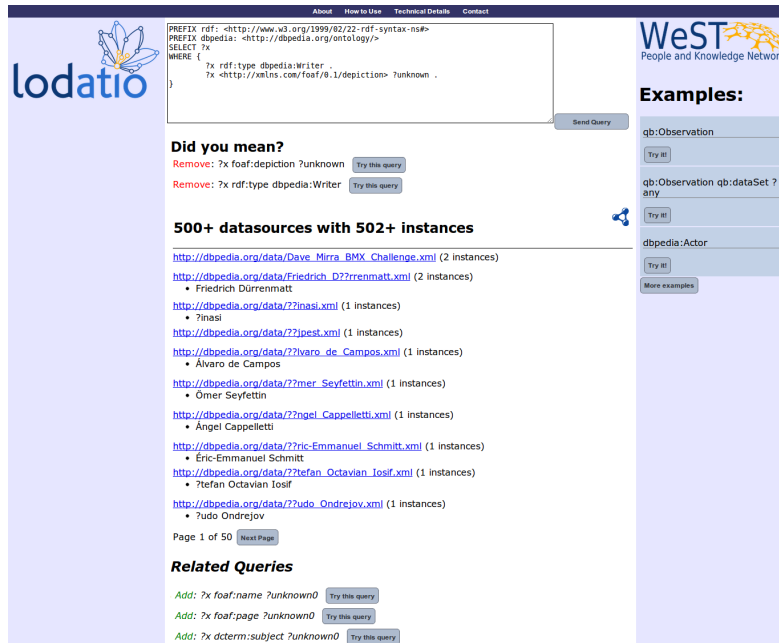 About How to Use Technical Details Contact
lodatio
PREFIX rdf: <http://www.w3.org/1999/02/22-rdf-syntax-ns#>
PREFIX dbpedia: <http://dbpedia.org/ontology/>
SELECT ?x
WHERE {
?x rdf:type dbpedia:Writer .
?x <http://xmlns.com/foaf/0.1/depiction> ?unknown .
}
Send Query
Did you mean?
Remove: ?x foaf:depiction ?unknown Try this query
Remove: ?x rdf:type dbpedia:Writer Try this query
500+ datasources with 502+ instances
http://dbpedia.org/data/Dave_Mirra_BMX_Challenge.xml (2 instances)
http://dbpedia.org/data/Friedrich_D??rrenmatt.xml (2 instances)
• Friedrich Dürrenmatt
http://dbpedia.org/data/??inasi.xml (1 instances)
• ?inasi
http://dbpedia.org/data/??jpest.xml (1 instances)
http://dbpedia.org/data/??lvaro_de_Campos.xml (1 instances)
• Álvaro de Campos
http://dbpedia.org/data/??mer_Seyfettin.xml (1 instances)
• Ömer Seyfettin
http://dbpedia.org/data/??ngel_Cappelletti.xml (1 instances)
• Ángel Cappelletti
http://dbpedia.org/data/??ric-Emmanuel_Schmitt.xml (1 instances)
• Éric-Emmanuel Schmitt
http://dbpedia.org/data/??tefan_Octavian_Iosif.xml (1 instances)
• ?tefan Octavian Iosif
http://dbpedia.org/data/??udo_Ondrejov.xml (1 instances)
• ?udo Ondrejov
Page 1 of 50 Next Page
Related Queries
Add: ?x foaf:name ?unknown0 Try this query
Add: ?x foaf:page ?unknown0 Try this query
Add: ?x dcterm:subject ?unknown0 Try this query
WeST
People and Knowledge Networ
Examples:
qb:Observation
Try it!
qb:Observation qb:dataSet ?
any
Try it!
dbpedia:Actor
Try it!
More examples